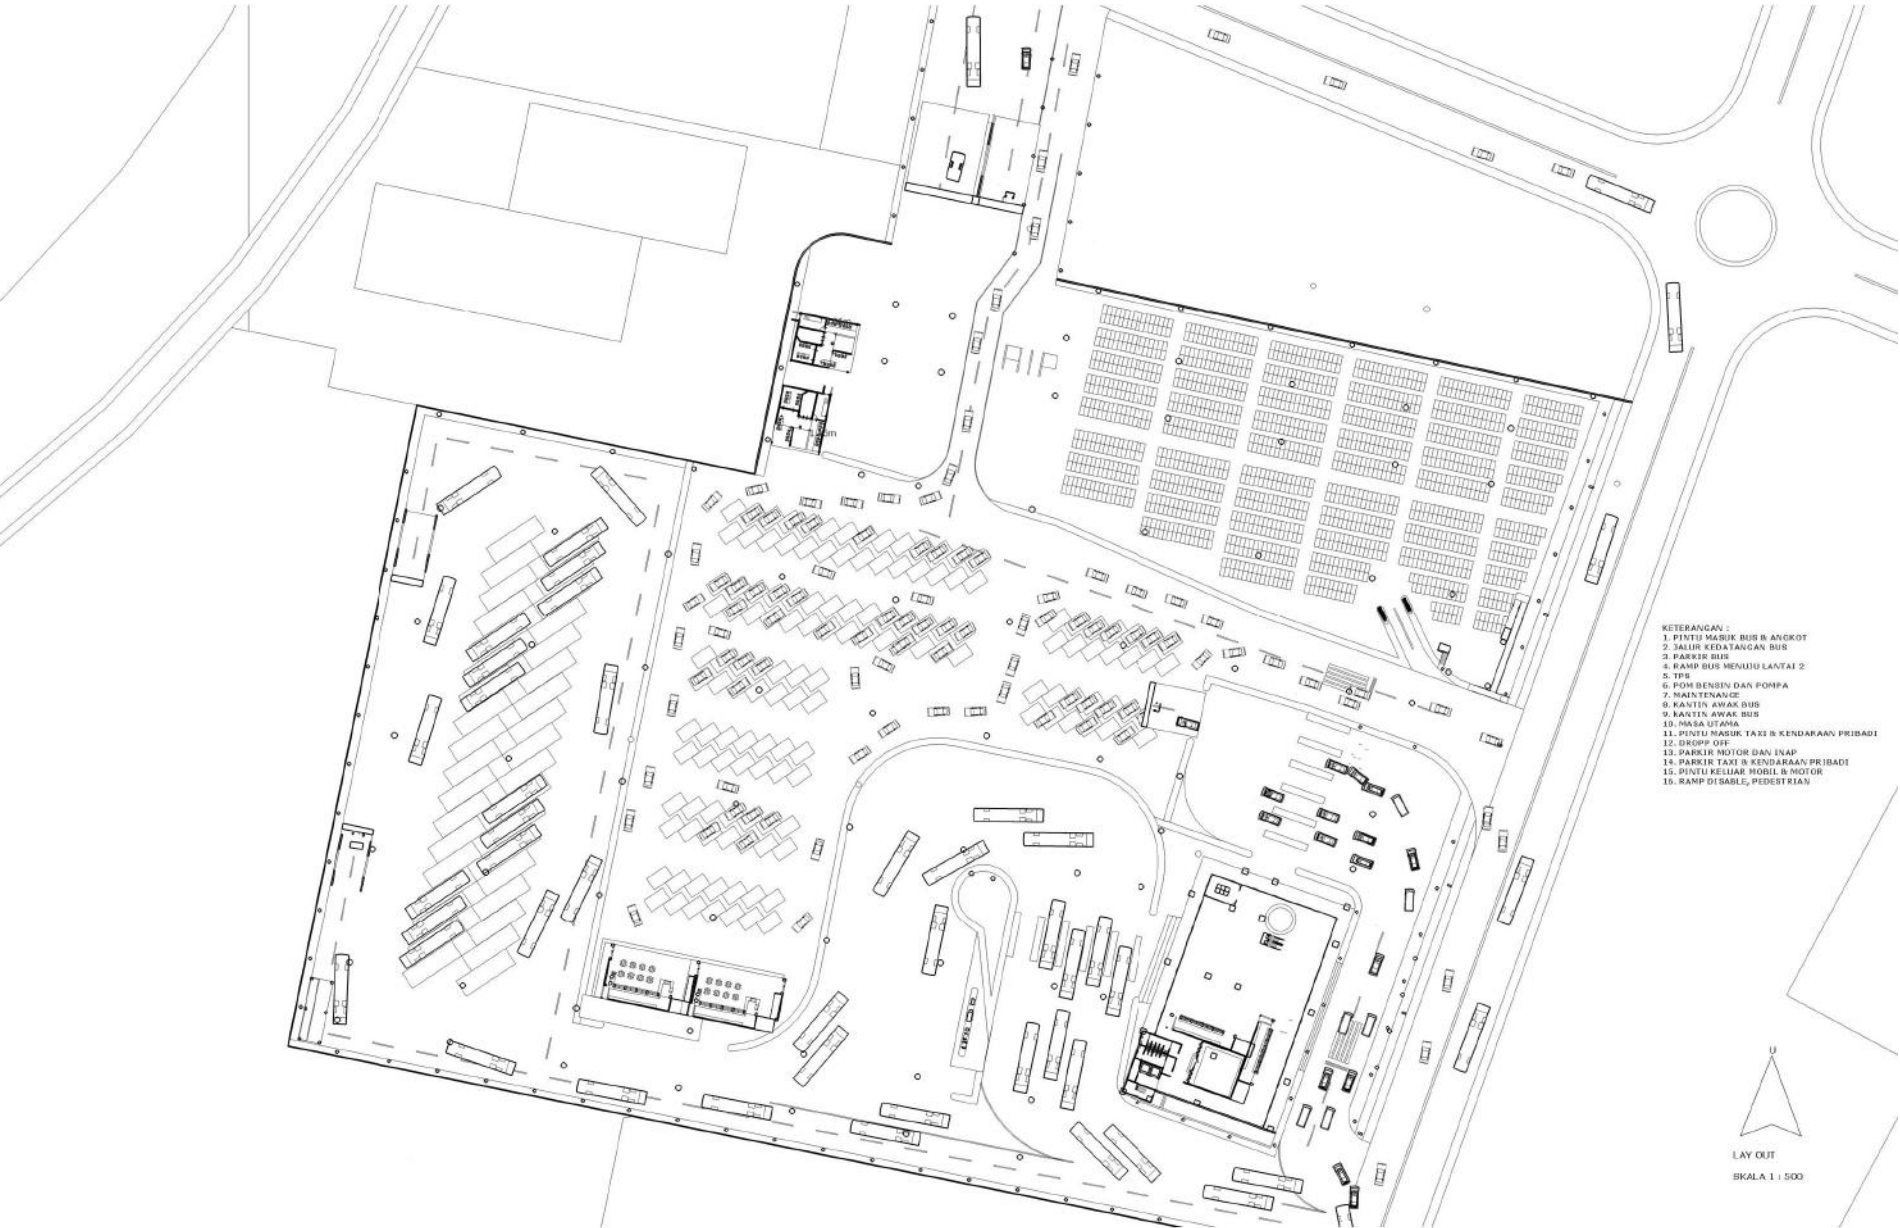 KETERANGAN :
1. PINTU MASUK BUS & ANGKOT
2. JALUR KEDATANGAN BUS
3. PARKIR BUS
4. RAMP BUS MENUJU LANTAI 2
5. TPS
6. POM BENSIN DAN POMPA
7. MAINTENANCE
8. KANTIN AWAK BUS
9. KANTIN AWAK BUS
10. MASA UTAMA
11. PINTU MASUK TAXI & KENDARAAN PRIBADI
12. DROPP OFF
13. PARKIR MOTOR DAN INAP
14. PARKIR TAXI & KENDARAAN PRIBADI
15. PINTU KELUAR MOBIL & MOTOR
16. RAMP DISABLE, PEDESTRIAN
U
LAY OUT
SKALA 1 : 500